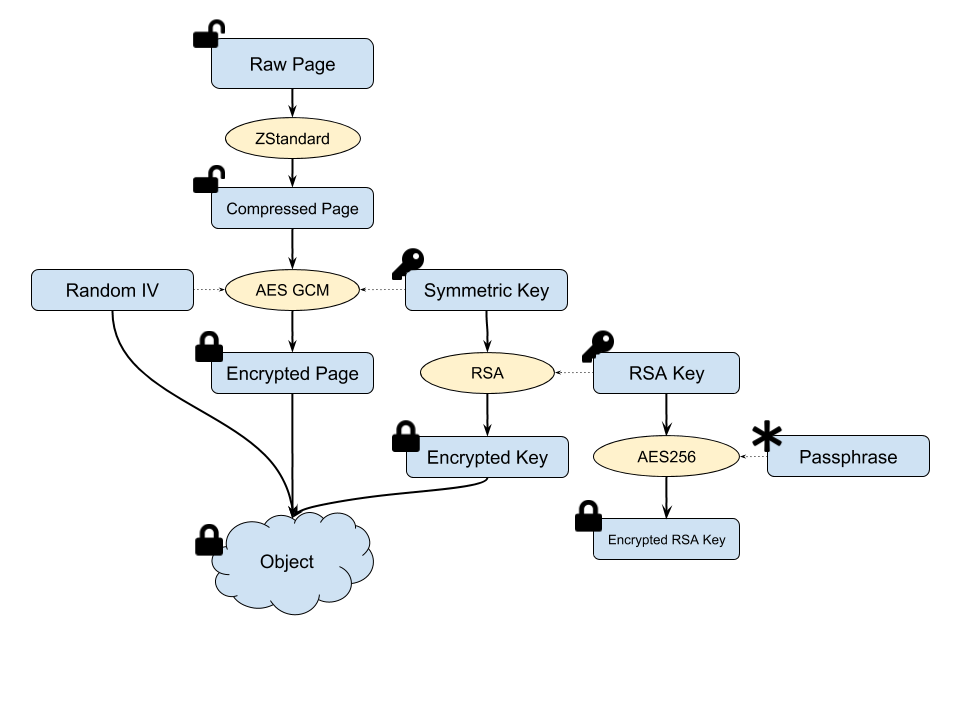 Raw Page
ZStandard
Compressed Page
Random IV
AES GCM
Symmetric Key
Encrypted Page
RSA
RSA Key
Encrypted Key
AES256
Passphrase
Encrypted RSA Key
Object